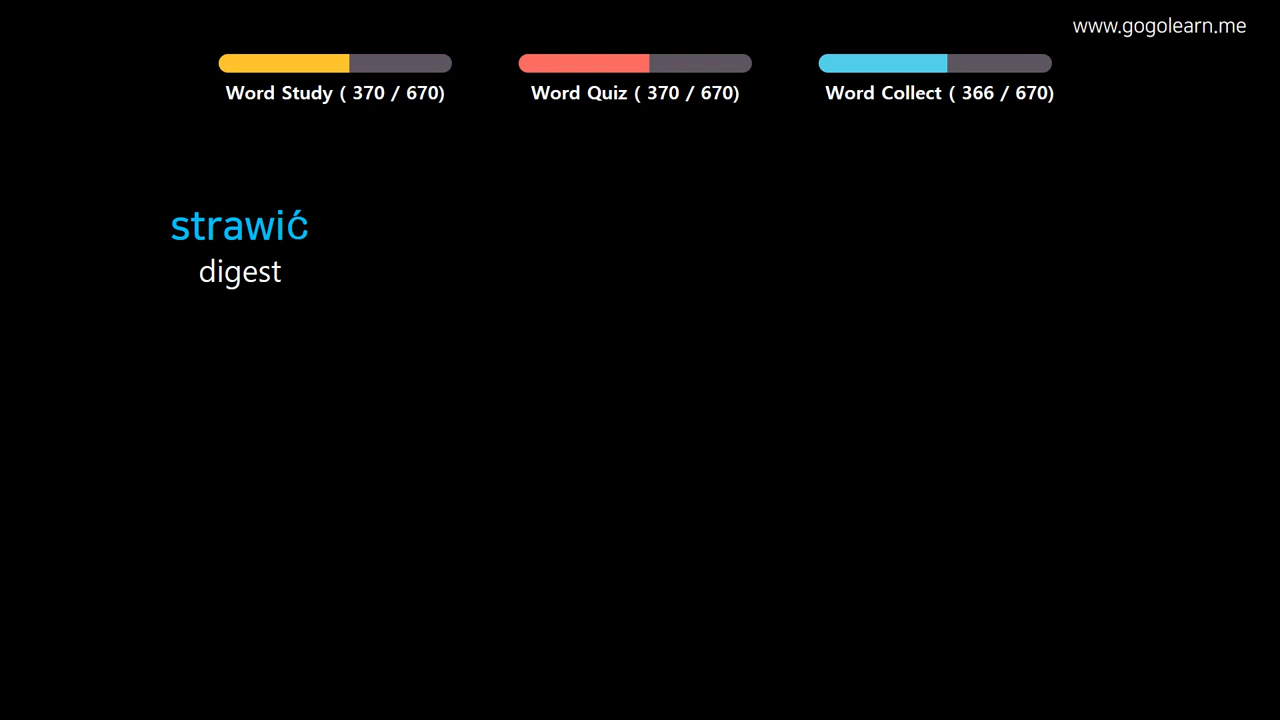 www.gogolearn.me
Word Study ( 370 / 670)
Word Quiz ( 370 / 670)
Word Collect ( 366 / 670)
strawić
digest